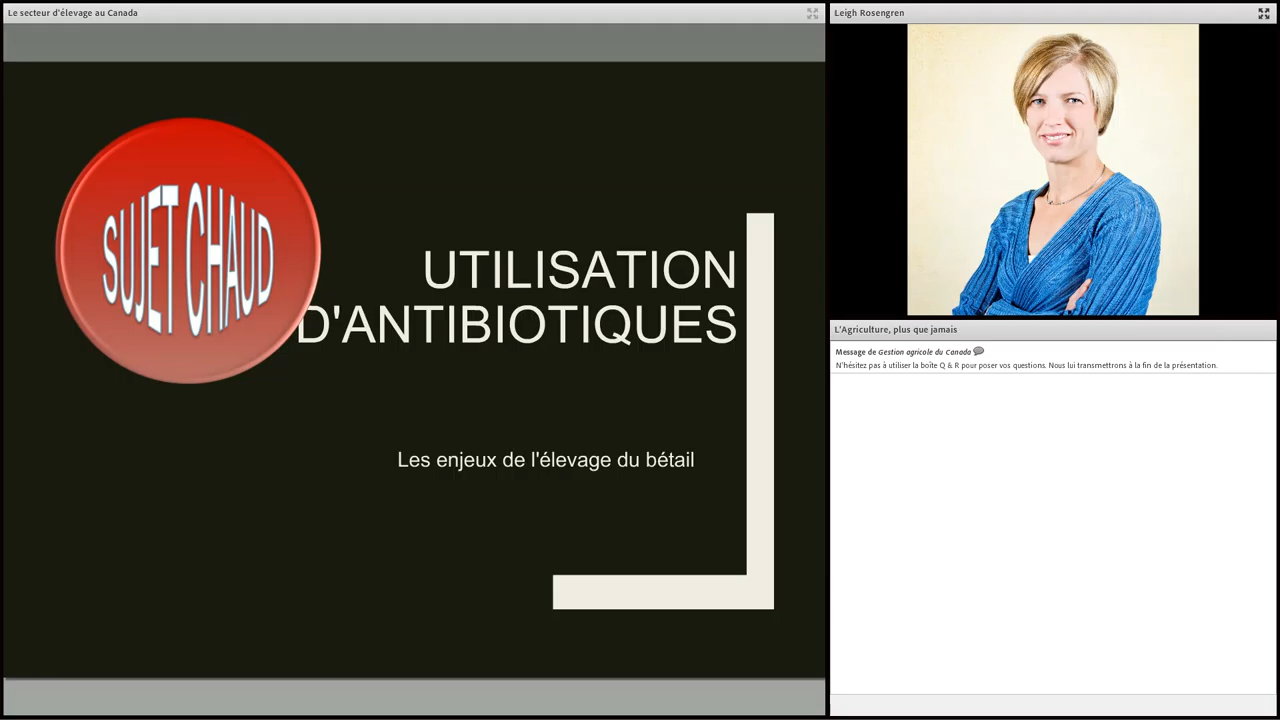 Le secteur d'élevage au Canada
SUJET CHAUD
UTILISATION
D'ANTIBIOTIQUES
Les enjeux de l'élevage du bétail
Leigh Rosengren
L'Agriculture, plus que jamais
Message de Gestion agricole du Canada
N'hésitez pas à utiliser la boîte Q & R pour poser vos questions. Nous lui transmettrons à la fin de la présentation.